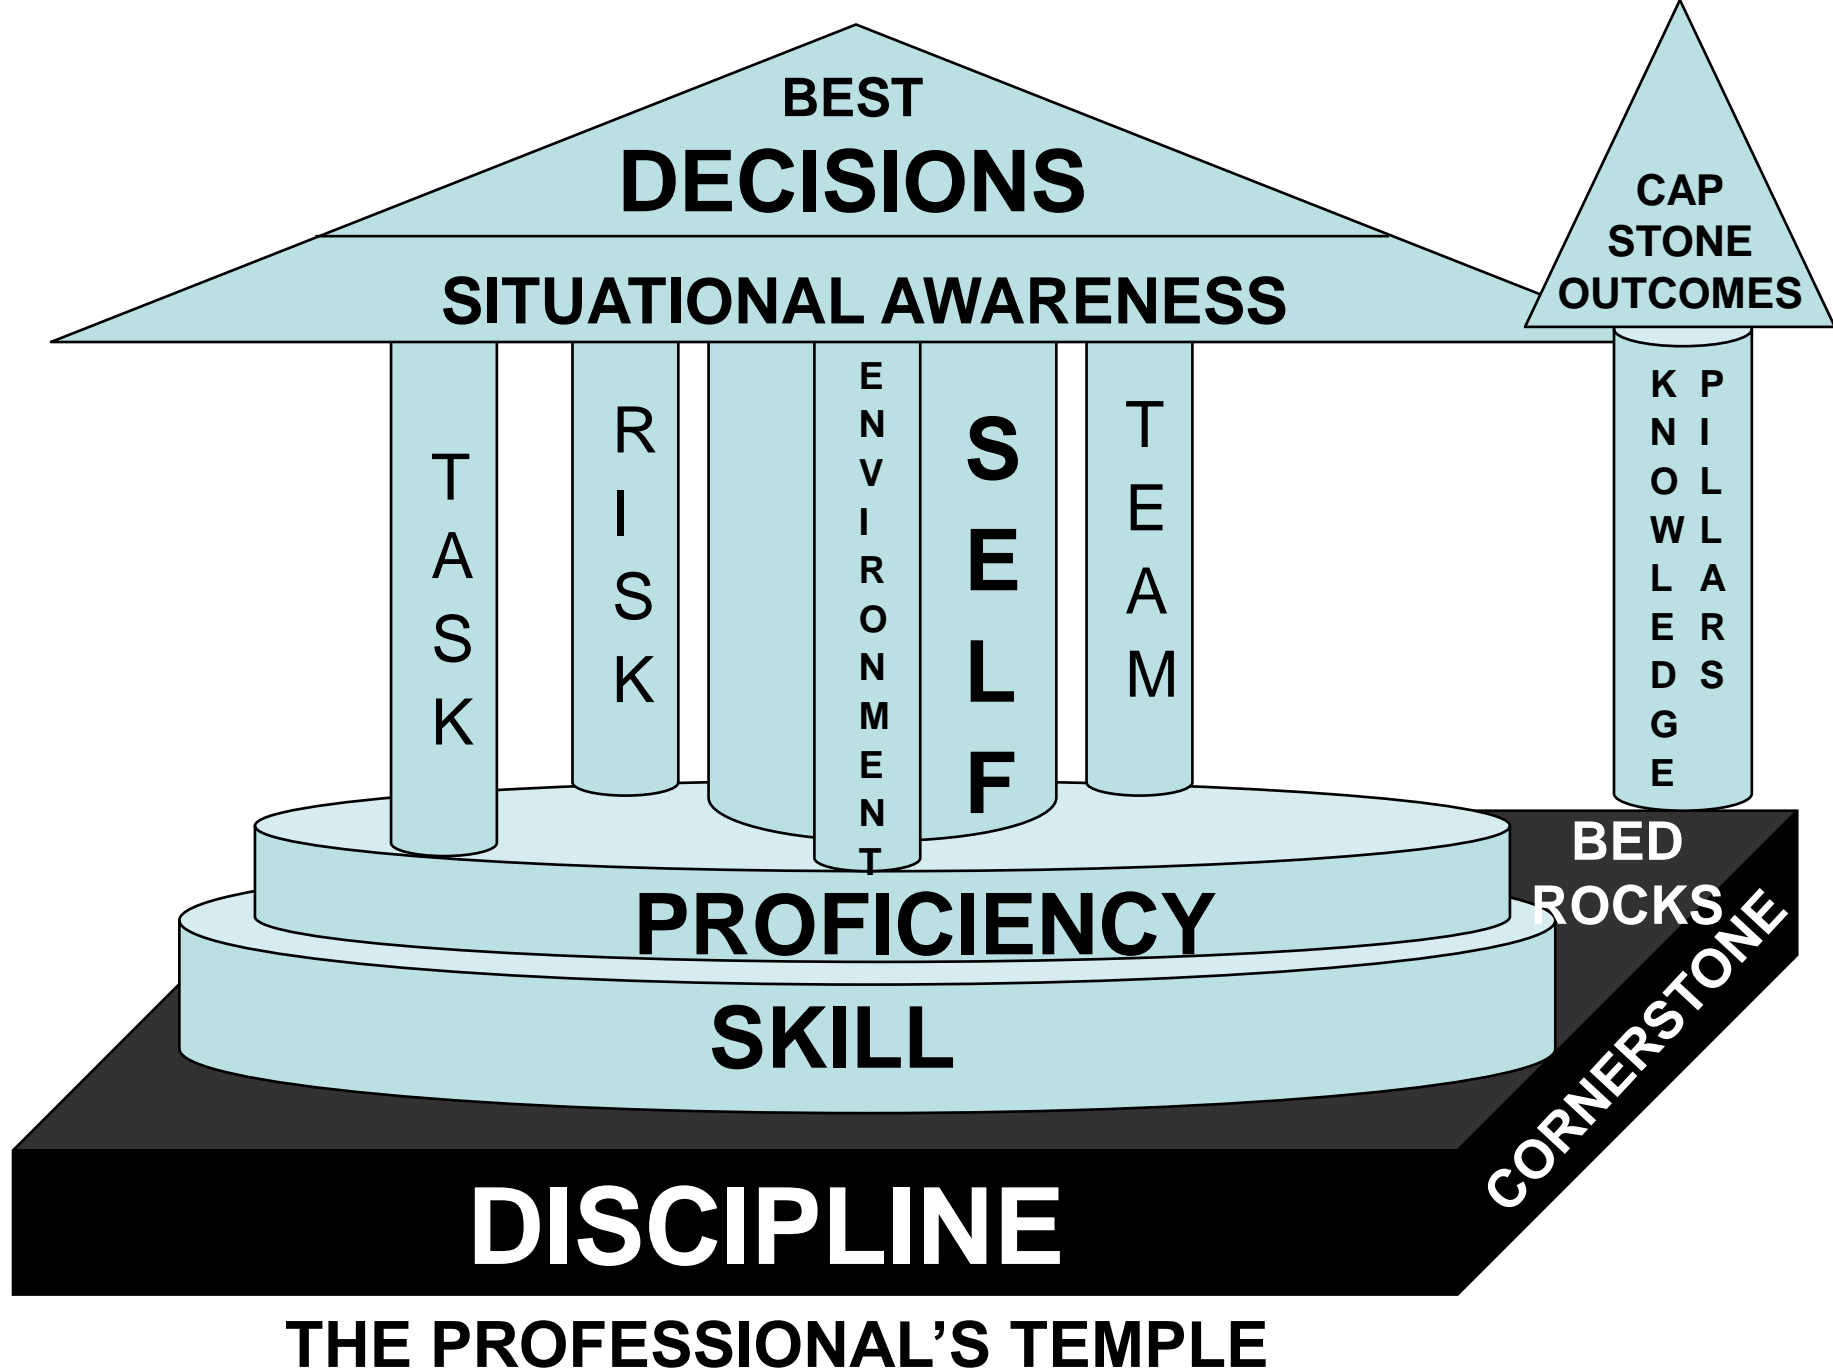 BEST
DECISIONS
SITUATIONAL AWARENESS
CAP
STONE
OUTCOMES
TASK
RISK
ENVIRONMENT
SELF
TEAM
KNOWLEDGE
PILLARS
BED
ROCKS
PROFICIENCY
SKILL
CORNERSTONE
DISCIPLINE
THE PROFESSIONAL’S TEMPLE